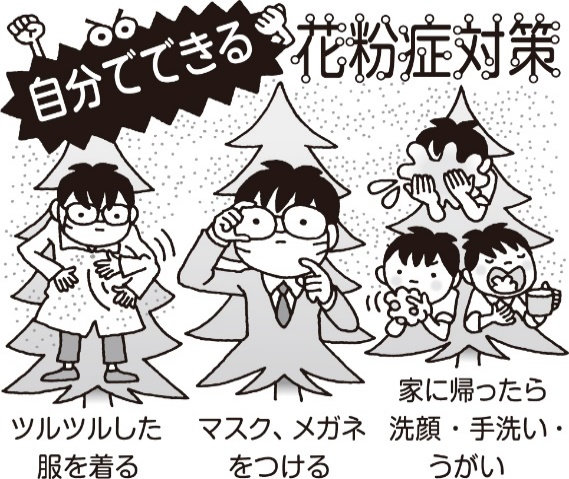 自分でできる
花粉症対策
ツルツルした
服を着る
マスク、メガネ
をつける
家に帰ったら
洗顔・手洗い・
うがい